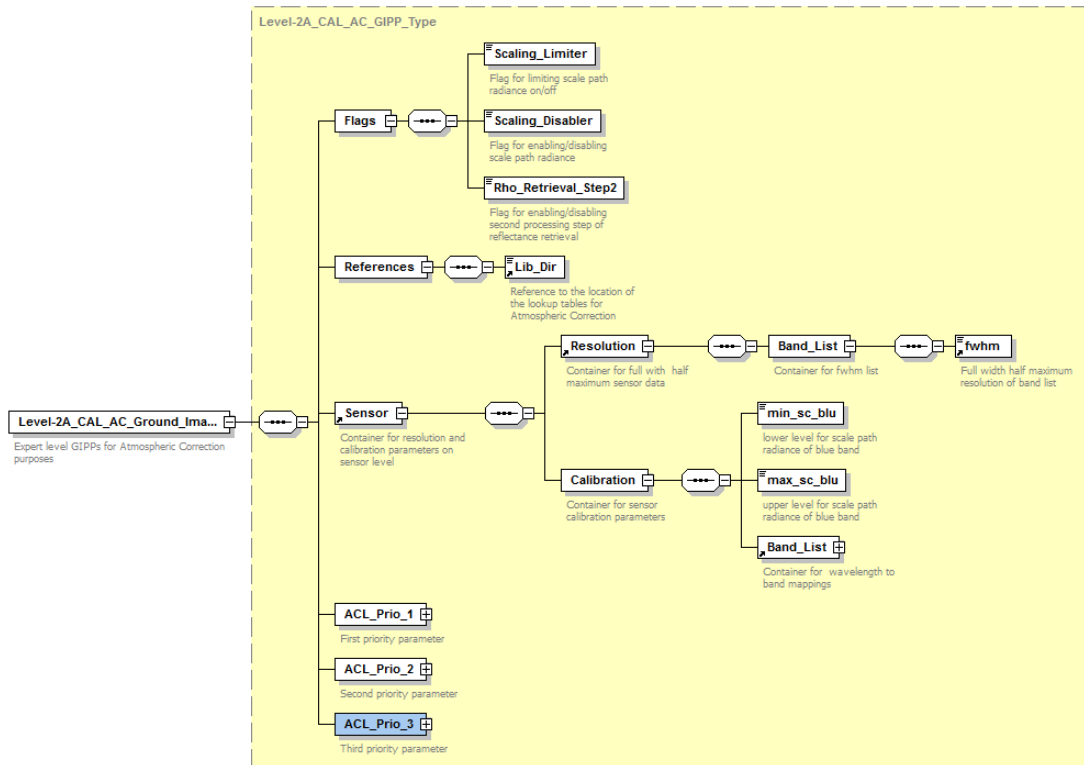 Level-2A_CAL_AC_GIPP_Type
Scaling_Limiter
Flag for limiting scale path
radiance on/off
Flags
Scaling_Disabler
Flag for enabling/disabling
scale path radiance
Rho_Retrieval_Step2
Flag for enabling/disabling
second processing step of
reflectance retrieval
References
Lib_Dir
Reference to the location of
the lookup tables for
Atmospheric Correction
Resolution
Container for full with half
maximum sensor data
Band_List
Container for fwhm list
fwhm
Full width half maximum
resolution of band list
Level-2A_CAL_AC_Ground_Ima...
Expert level GIPPs for Atmospheric Correction
purposes
Sensor
Container for resolution and
calibration parameters on
sensor level
min_sc_blu
lower level for scale path
radiance of blue band
Calibration
Container for sensor
calibration parameters
max_sc_blu
upper level for scale path
radiance of blue band
Band_List
Container for wavelength to
band mappings
ACL_Prio_1
First priority parameter
ACL_Prio_2
Second priority parameter
ACL_Prio_3
Third priority parameter